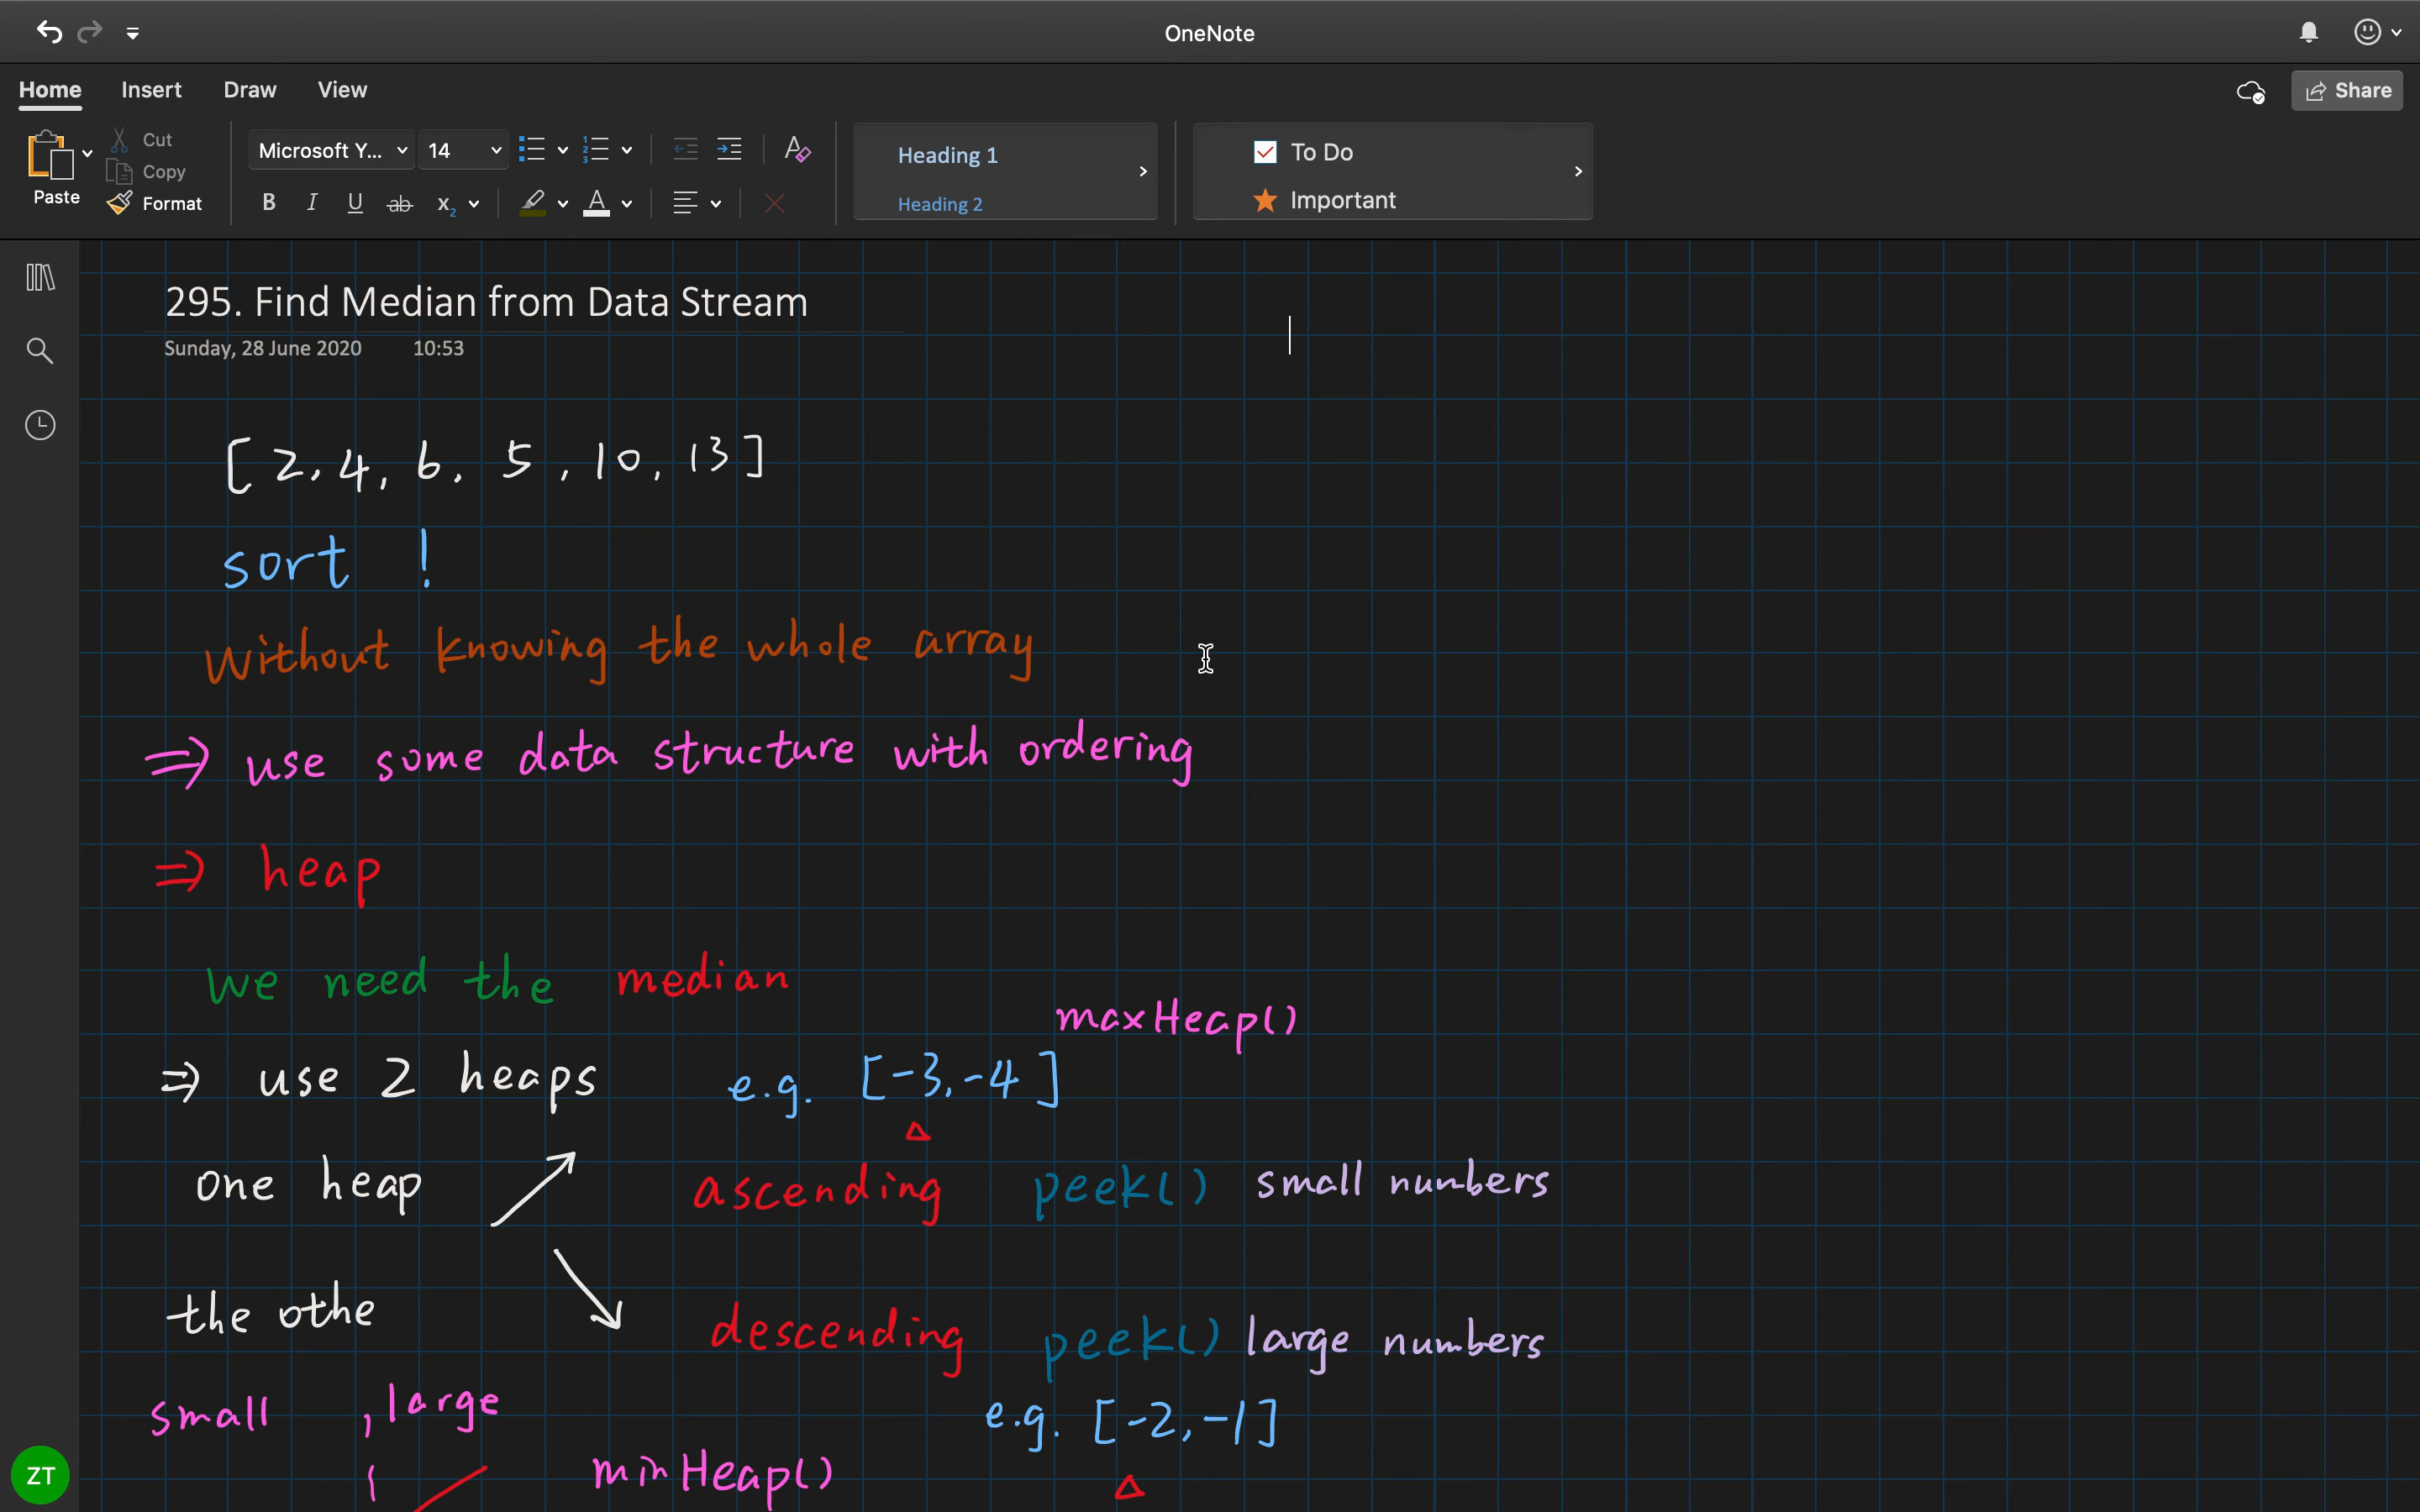 OneNote
Home Insert Draw View Share
Paste Cut Copy Format
Microsoft Y... 14
B I U ab x2 A
Heading 1
Heading 2
To Do
Important
295. Find Median from Data Stream
Sunday, 28 June 2020 10:53
[ 2, 4, 6, 5, 10, 13 ]
sort !
without knowing the whole array
⇒ use some data structure with ordering
⇒ heap
we need the median
maxHeap()
⇒ use 2 heaps e.g. [-3, -4]
one heap ascending peek() small numbers
the othe descending peek() large numbers
small , large e.g. [-2, -1]
minHeap()
ZT